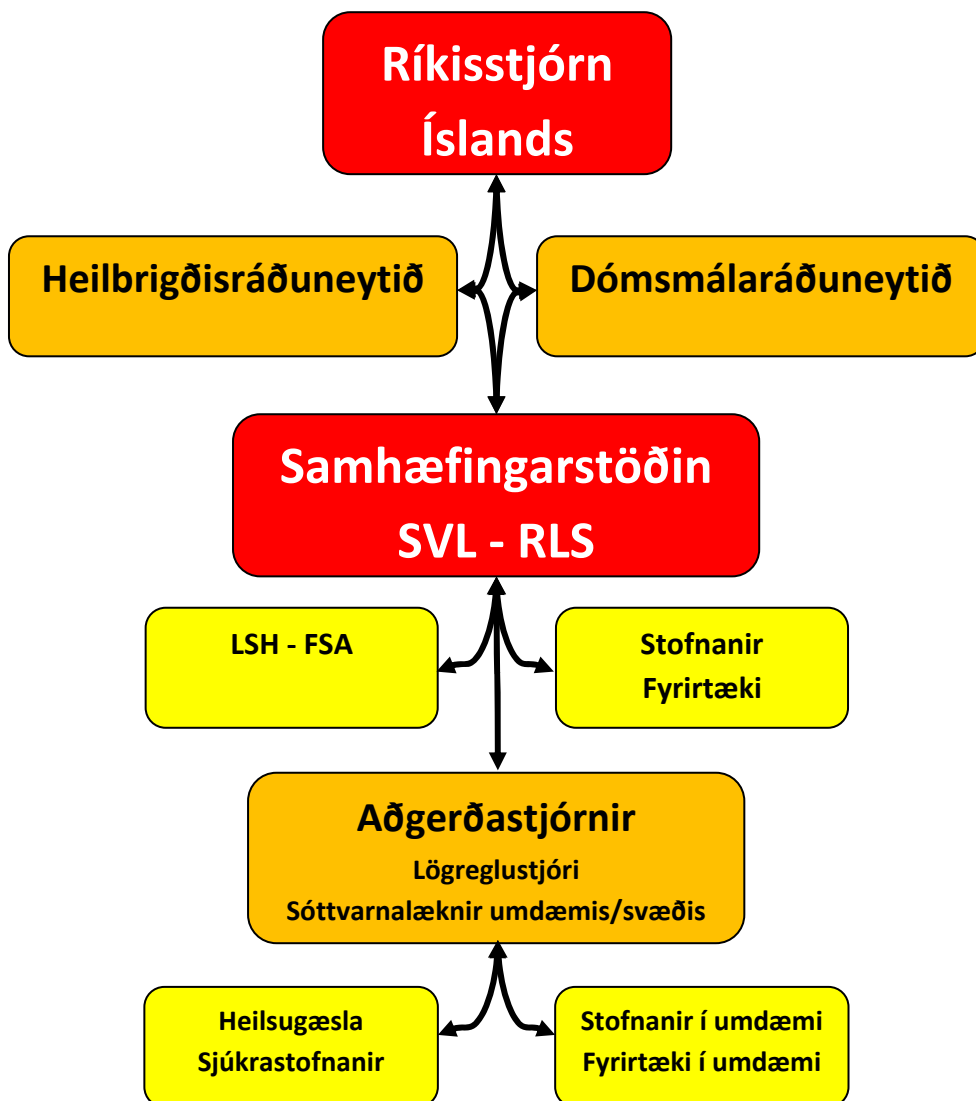 Ríkisstjórn
Íslands
Heilbrigðisráðuneytið
Dómsmálaráðuneytið
Samhæfingarstöðin
SVL - RLS
LSH - FSA
Stofnanir
Fyrirtæki
Aðgerðastjórnir
Lögreglustjóri
Sóttvarnalæknir umdæmis/svæðis
Heilsugæsla
Sjúkrastofnanir
Stofnanir í umdæmi
Fyrirtæki í umdæmi